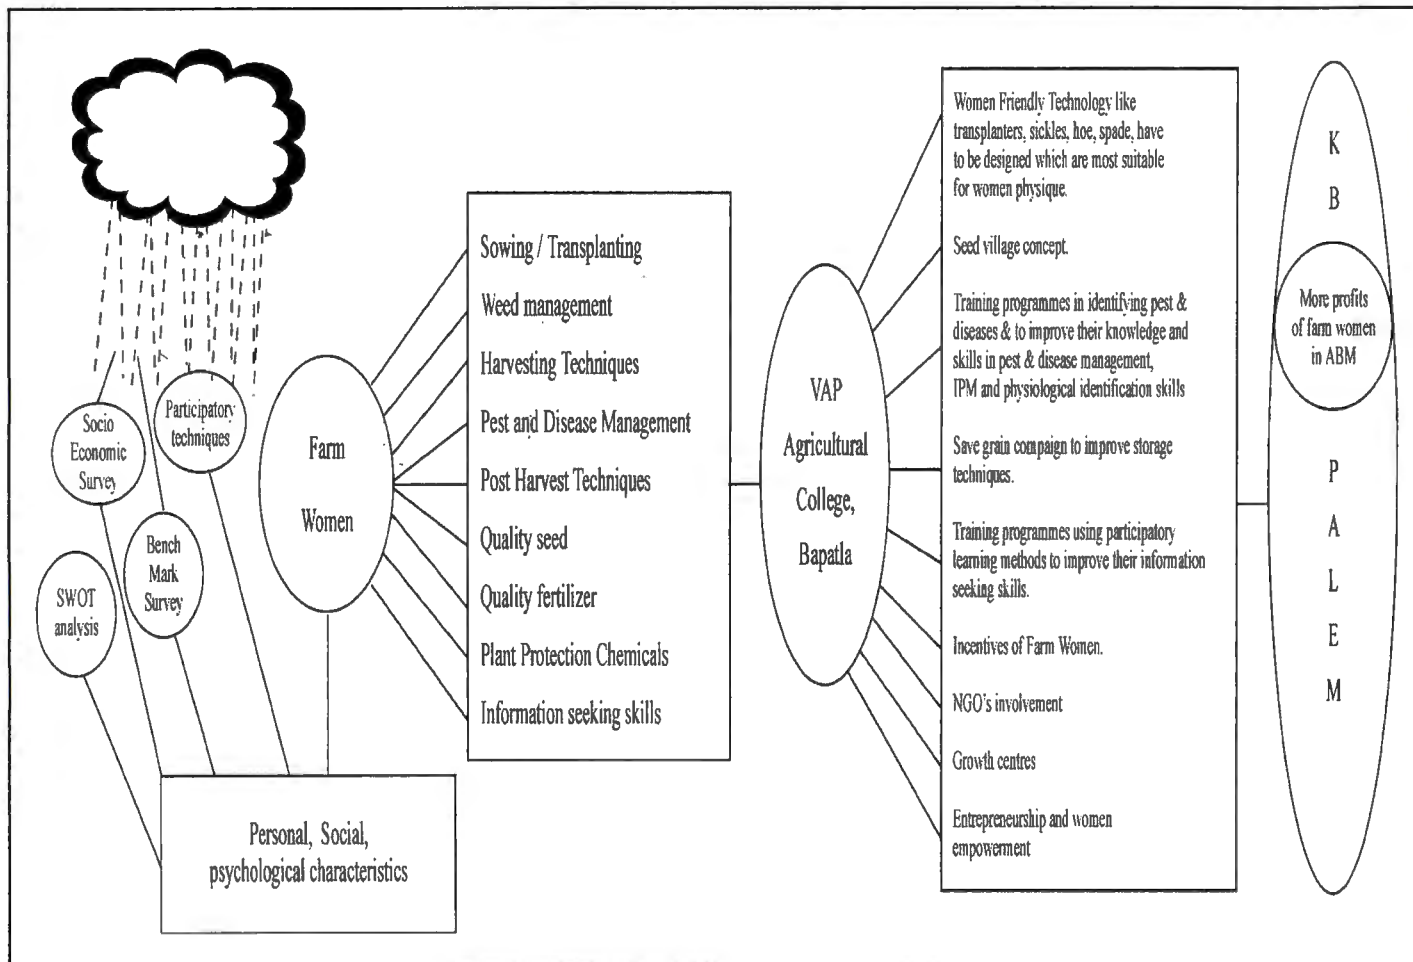 Socio
Economic
Survey
Participatory
techniques
SWOT
analysis
Bench
Mark
Survey
Personal, Social,
psychological characteristics
Farm
Women
Sowing / Transplanting
Weed management
Harvesting Techniques
Pest and Disease Management
Post Harvest Techniques
Quality seed
Quality fertilizer
Plant Protection Chemicals
Information seeking skills
VAP
Agricultural
College,
Bapatla
Women Friendly Technology like
transplanters, sickles, hoe, spade, have
to be designed which are most suitable
for women physique.
Seed village concept.
Training programmes in identifying pest &
diseases & to improve their knowledge and
skills in pest & disease management,
IPM and physiological identification skills
Save grain compaign to improve storage
techniques.
Training programmes using participatory
learning methods to improve their information
seeking skills.
Incentives of Farm Women.
NGO's involvement
Growth centres
Entrepreneurship and women
empowerment
K
B
More profits
of farm women
in ABM
P
A
L
E
M